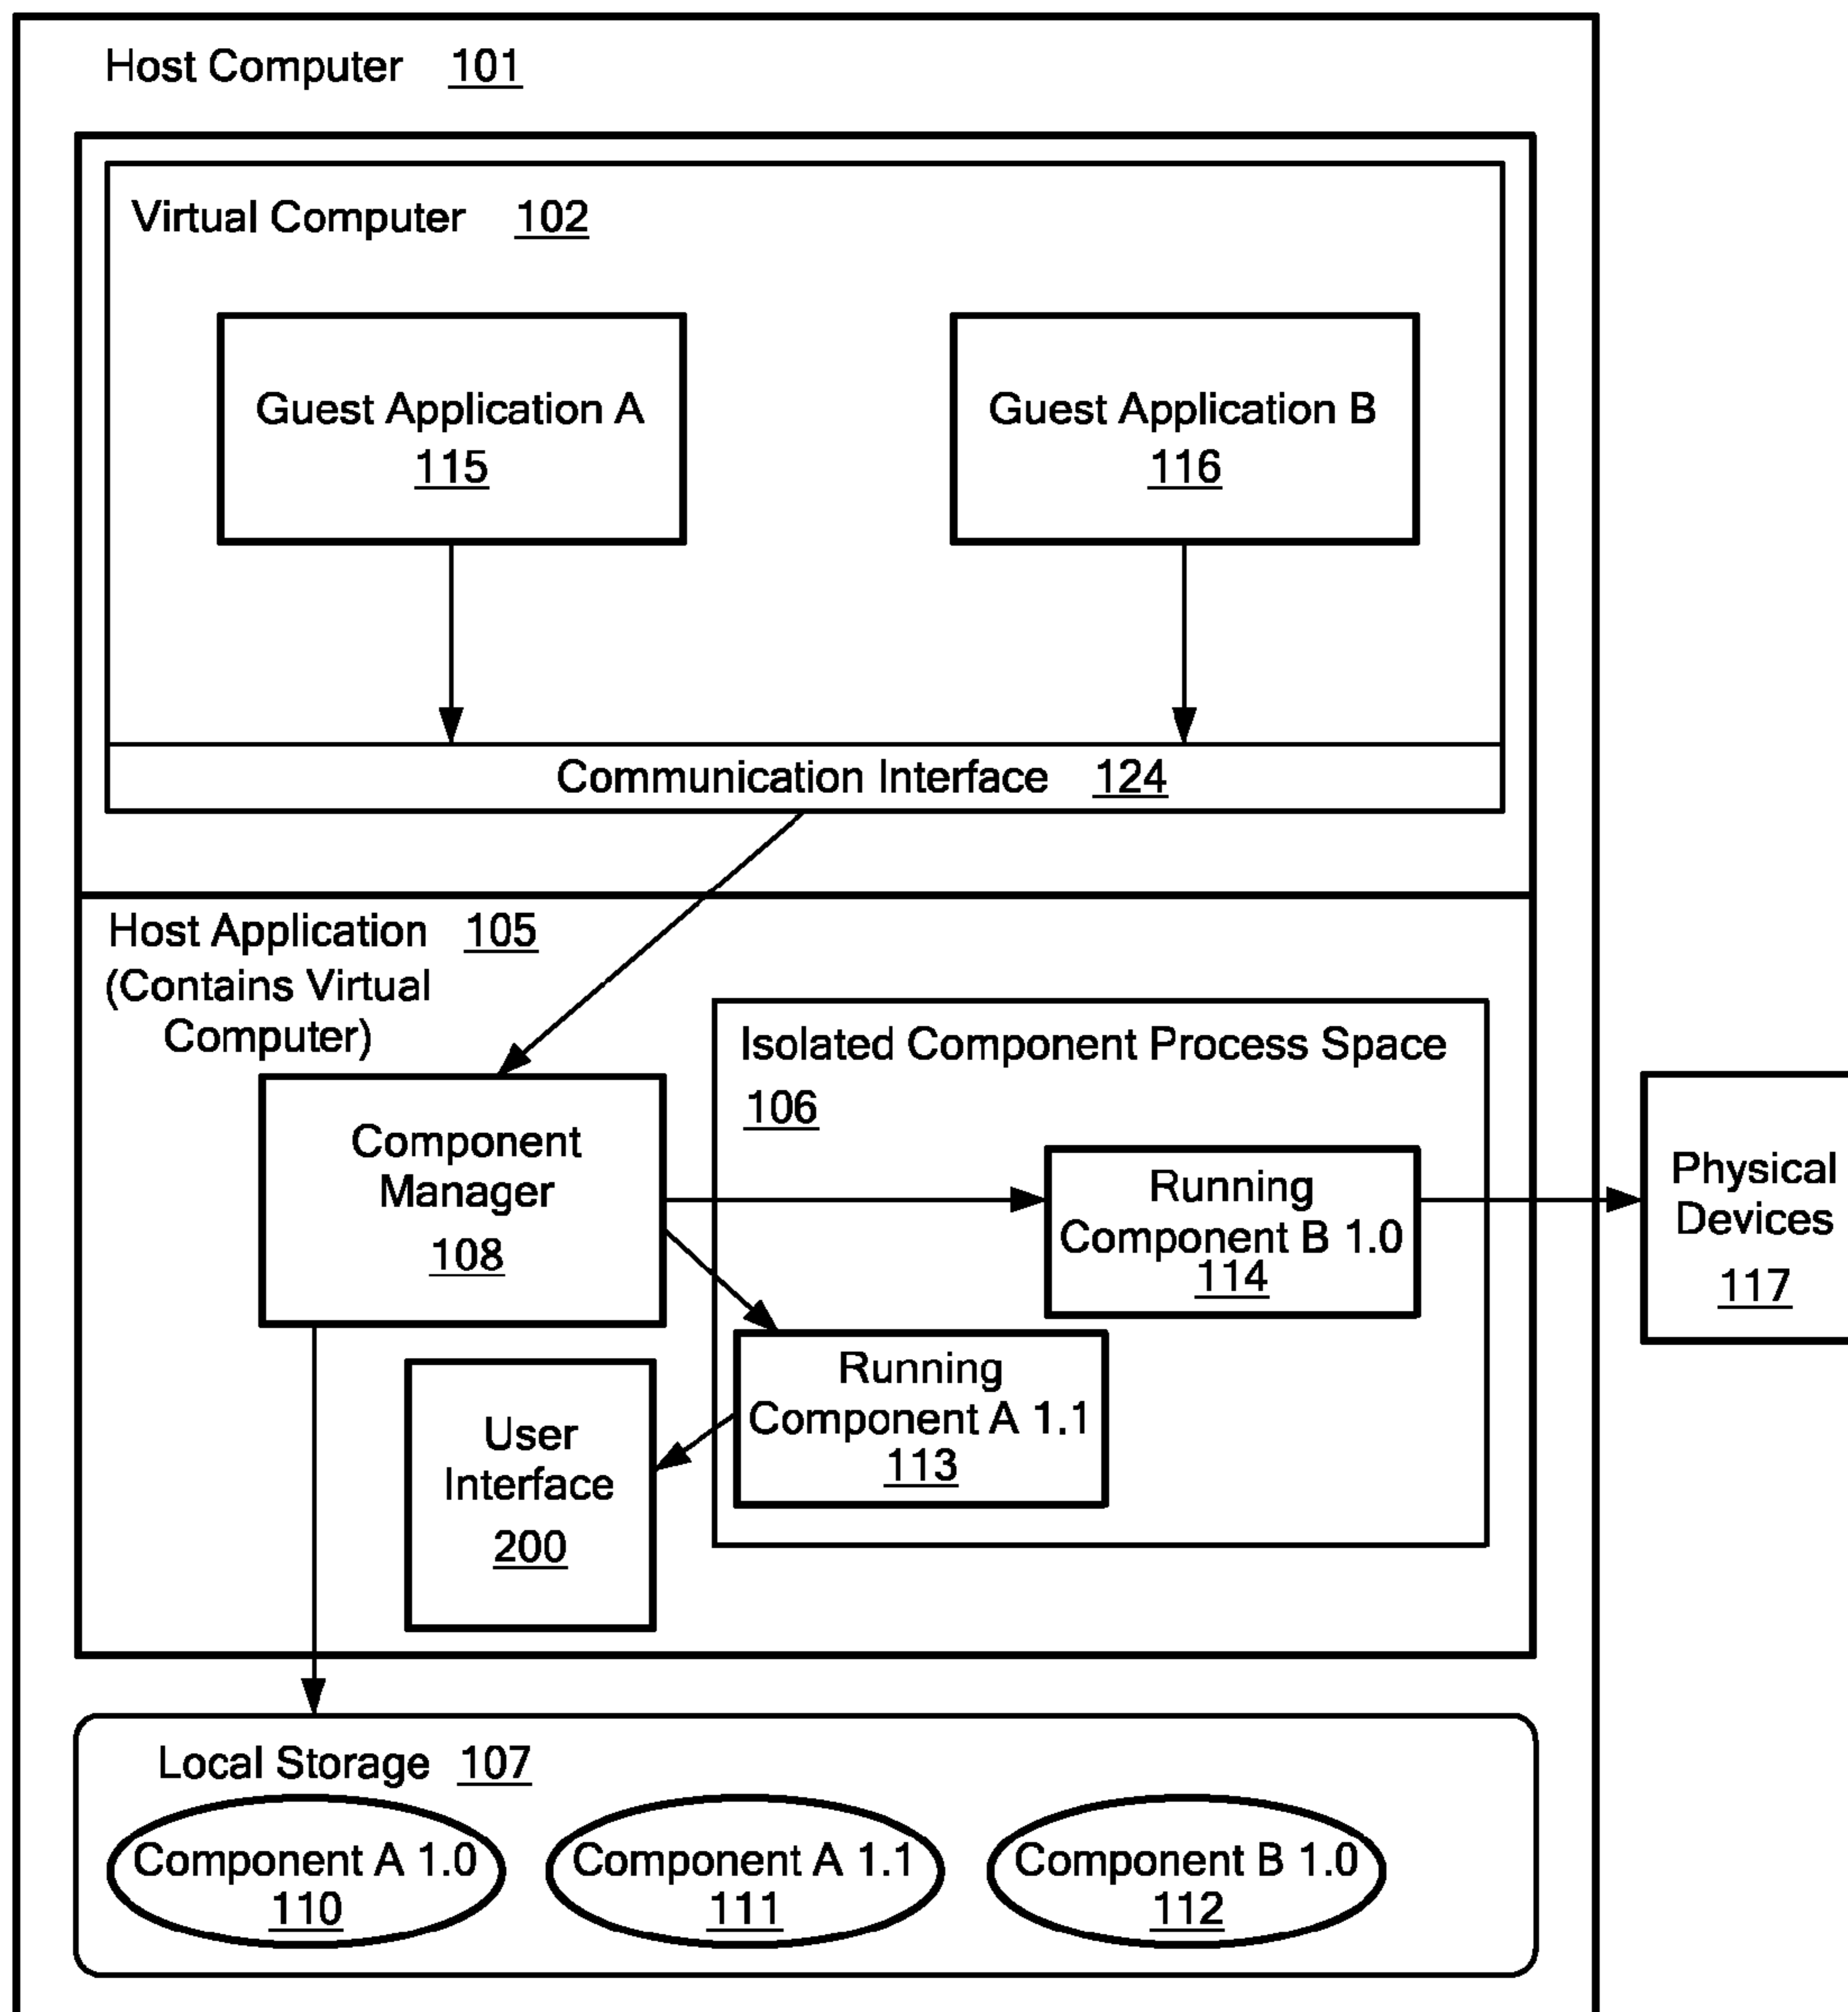 Host Computer 101
Virtual Computer 102
Guest Application A
115
Guest Application B
116
Communication Interface 124
Host Application 105
(Contains Virtual
Computer)
Isolated Component Process Space
106
Component
Manager
108
Running
Component B 1.0
114
Physical
Devices
117
Running
Component A 1.1
113
User
Interface
200
Local Storage 107
Component A 1.0
110
Component A 1.1
111
Component B 1.0
112